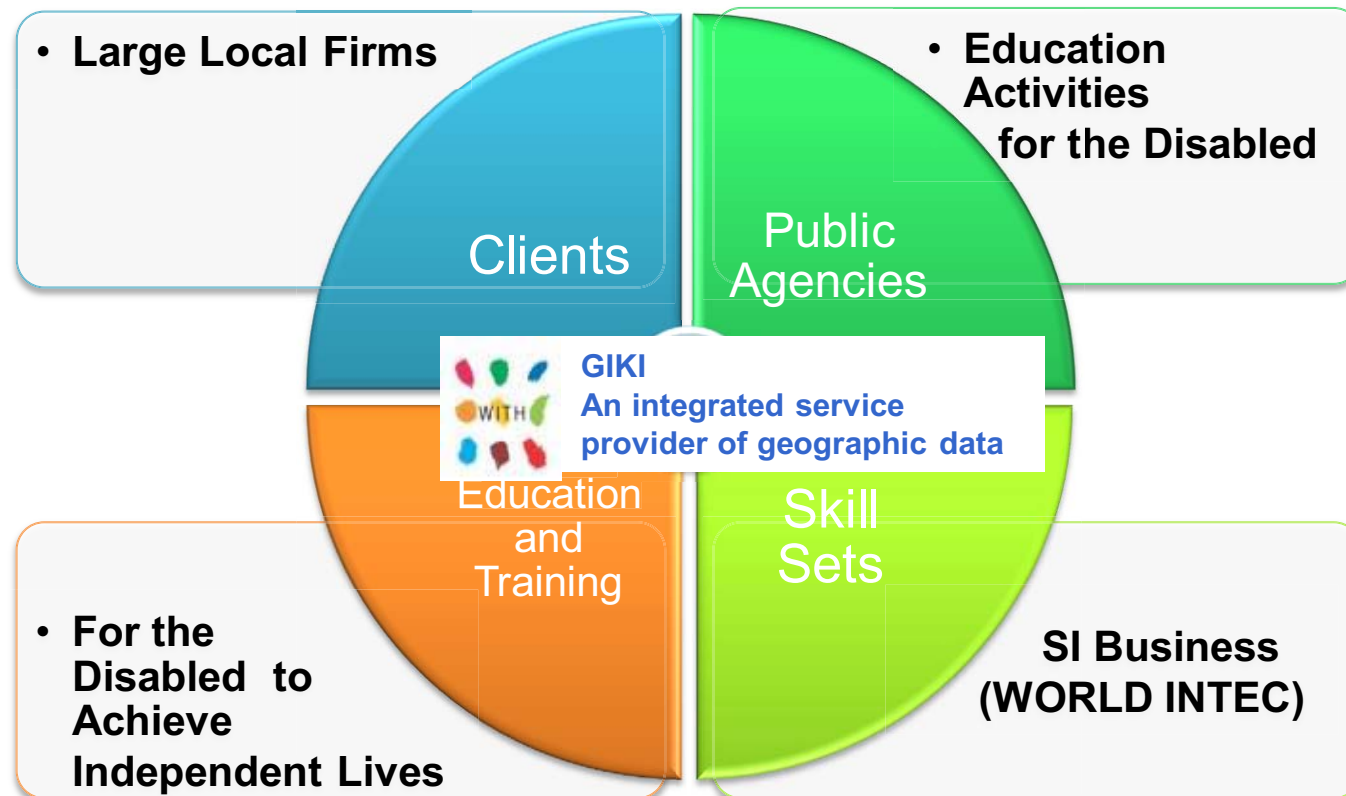 • Large Local Firms
Clients
• Education
Activities
for the Disabled
Public
Agencies
WITH
GIKI
An integrated service
provider of geographic data
Education
and
Training
• For the
Disabled to
Achieve
Independent Lives
Skill
Sets
SI Business
(WORLD INTEC)